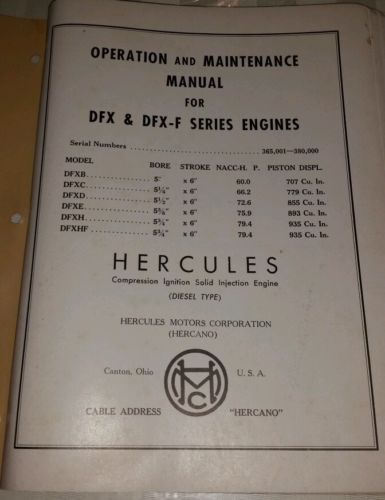 OPERATION AND MAINTENANCE
MANUAL
FOR
DFX & DFX-F SERIES ENGINES
Serial Numbers 365,001—380,000
MODEL BORE STROKE NACC-H. P. PISTON DISPL.
DFXB 5" x 6" 60.0 707 Cu. In.
DFXC 5¼" x 6" 66.2 779 Cu. In.
DFXD 5½" x 6" 72.6 855 Cu. In.
DFXE 5⅝" x 6" 75.9 893 Cu. In.
DFXH 5¾" x 6" 79.4 935 Cu. In.
DFXHF 5¾" x 6" 79.4 935 Cu. In.
HERCULES
Compression Ignition Solid Injection Engine
(DIESEL TYPE)
HERCULES MOTORS CORPORATION
(HERCANO)
Canton, Ohio U. S. A.
HMC
CABLE ADDRESS "HERCANO"